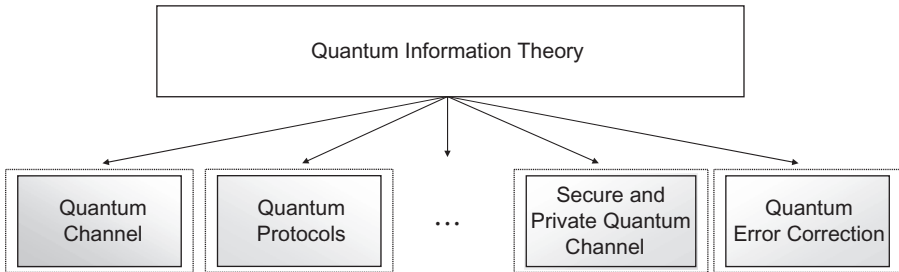 Quantum Information Theory
Quantum
Channel
Quantum
Protocols
...
Secure and
Private Quantum
Channel
Quantum
Error Correction